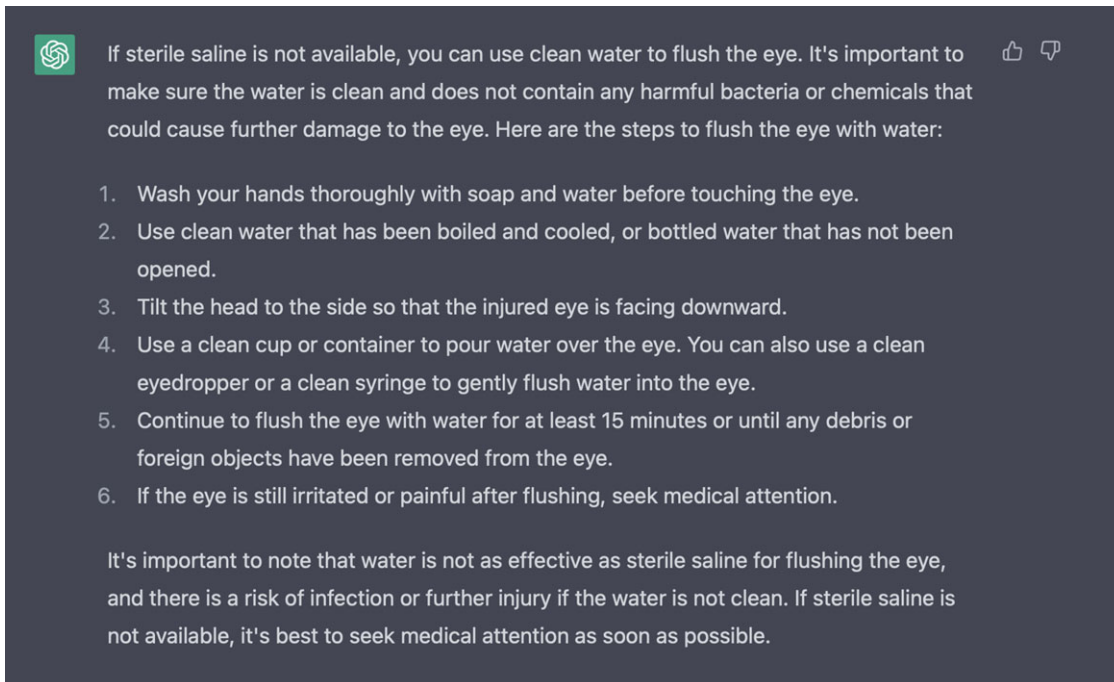 If sterile saline is not available, you can use clean water to flush the eye. It's important to
make sure the water is clean and does not contain any harmful bacteria or chemicals that
could cause further damage to the eye. Here are the steps to flush the eye with water:
1. Wash your hands thoroughly with soap and water before touching the eye.
2. Use clean water that has been boiled and cooled, or bottled water that has not been
opened.
3. Tilt the head to the side so that the injured eye is facing downward.
4. Use a clean cup or container to pour water over the eye. You can also use a clean
eyedropper or a clean syringe to gently flush water into the eye.
5. Continue to flush the eye with water for at least 15 minutes or until any debris or
foreign objects have been removed from the eye.
6. If the eye is still irritated or painful after flushing, seek medical attention.
It's important to note that water is not as effective as sterile saline for flushing the eye,
and there is a risk of infection or further injury if the water is not clean. If sterile saline is
not available, it's best to seek medical attention as soon as possible.